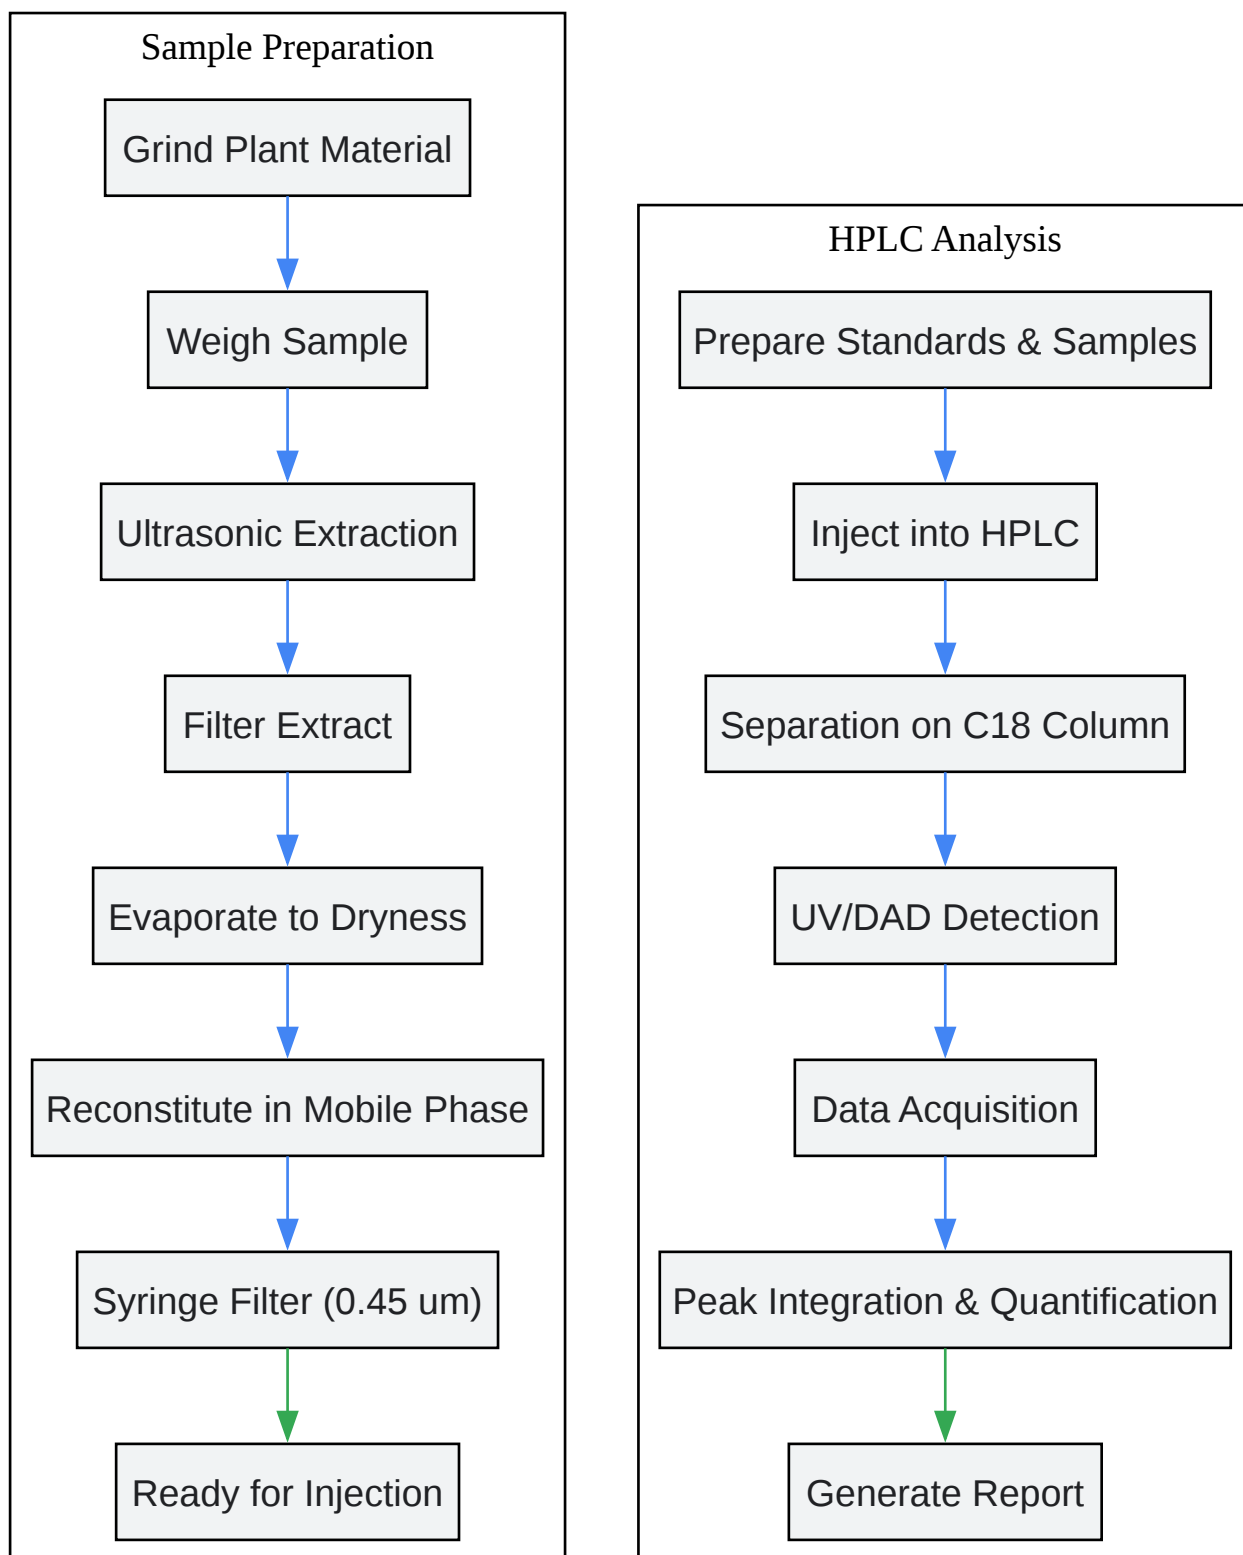 Sample Preparation
Grind Plant Material
Weigh Sample
Ultrasonic Extraction
Filter Extract
Evaporate to Dryness
Reconstitute in Mobile Phase
Syringe Filter (0.45 um)
Ready for Injection
HPLC Analysis
Prepare Standards & Samples
Inject into HPLC
Separation on C18 Column
UV/DAD Detection
Data Acquisition
Peak Integration & Quantification
Generate Report